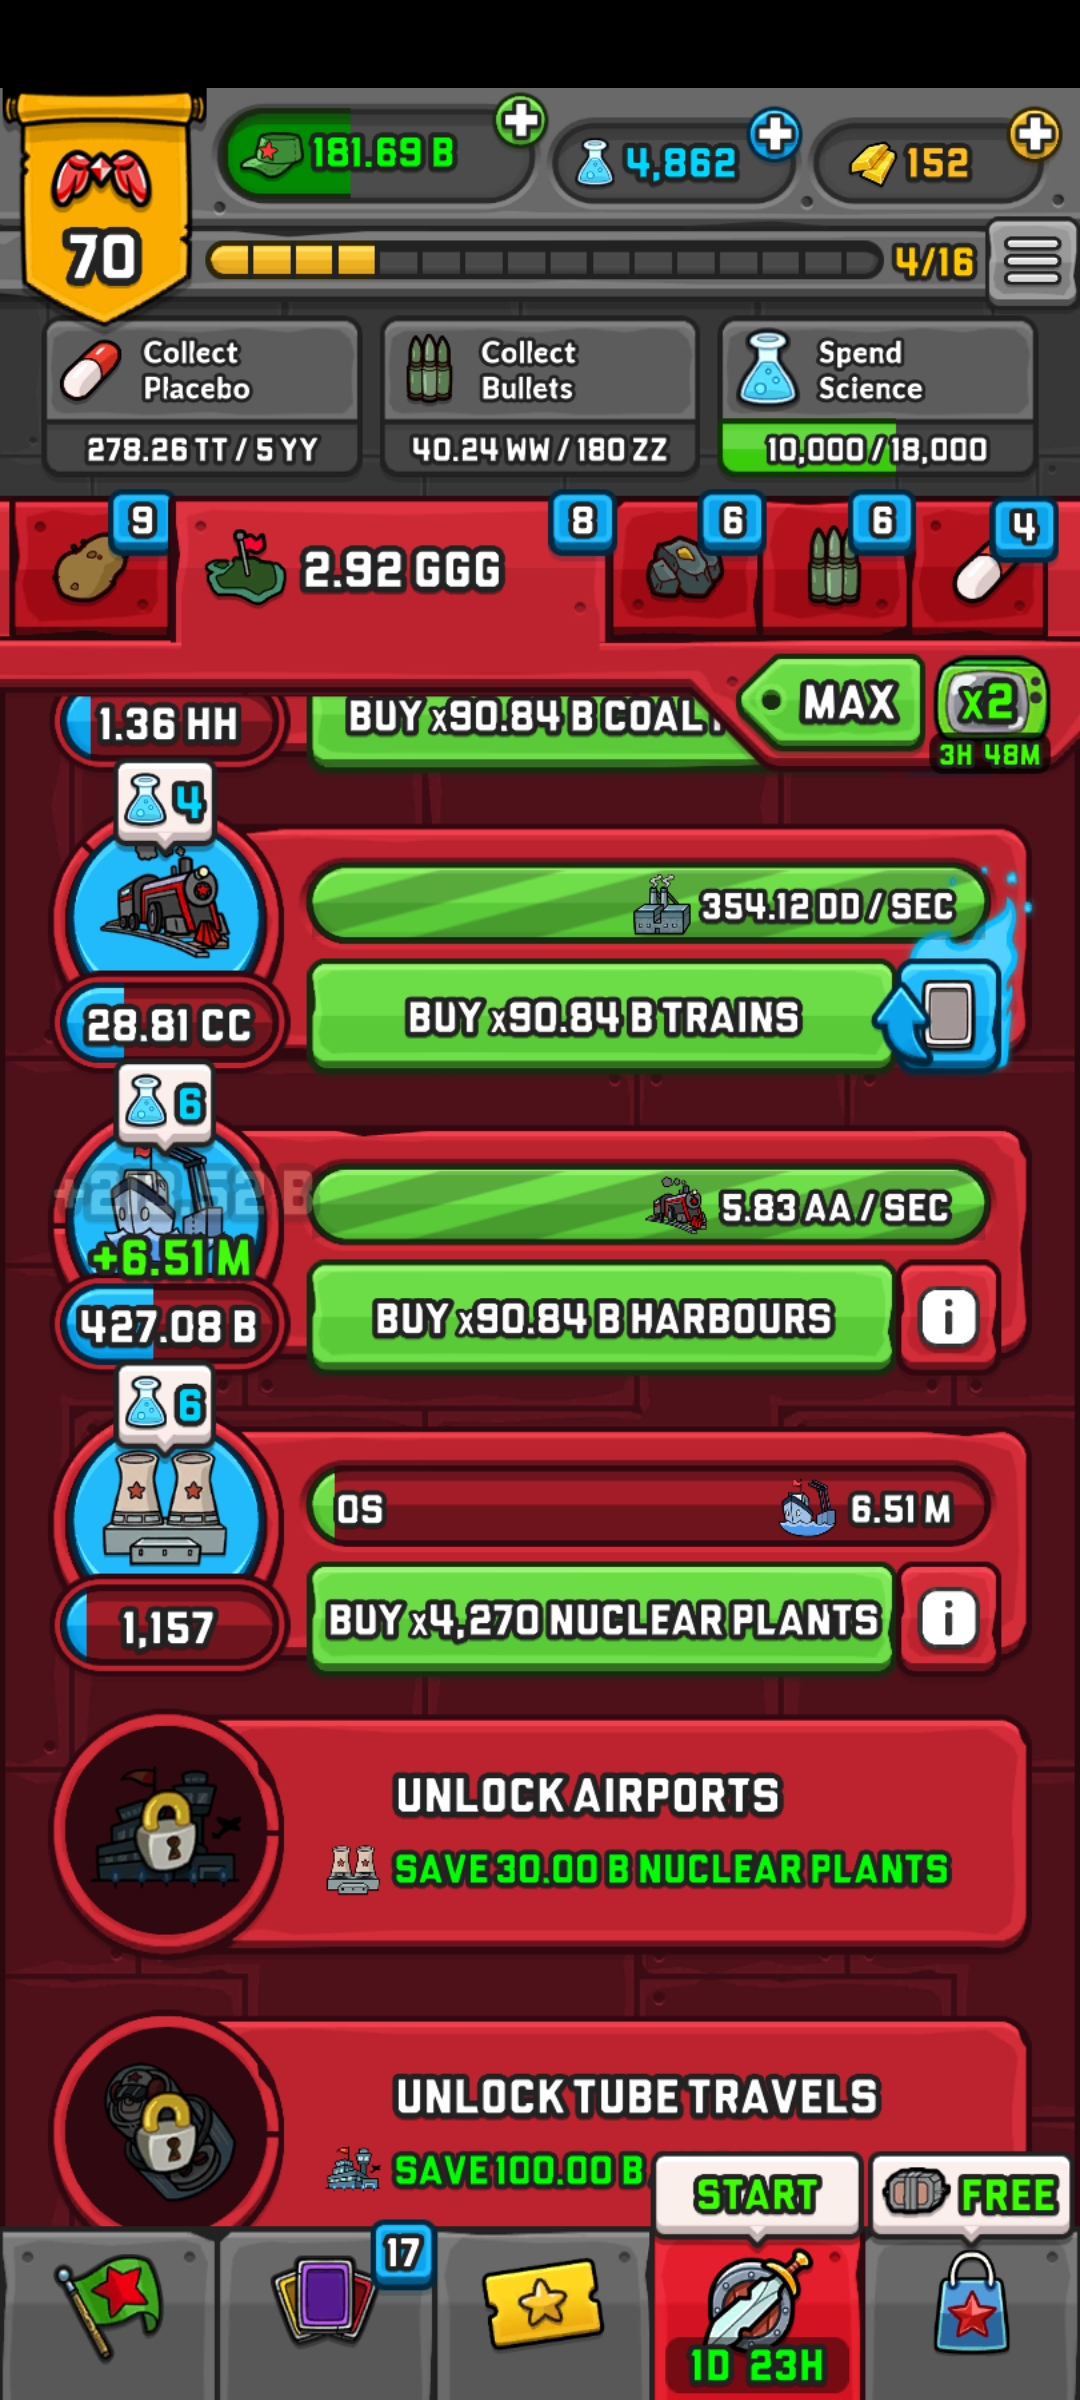 70
181.69 B
4,862
152
4/16
Collect
Placebo
278.26 TT / 5 YY
Collect
Bullets
40.24 WW / 180 ZZ
Spend
Science
10,000 / 18,000
9
2.92 GGG
8
6
6
4
MAX
x2
3H 48M
1.36 HH
BUY x90.84 B COAL
4
354.12 DD / SEC
28.81 CC
BUY x90.84 B TRAINS
6
5.83 AA / SEC
+6.51 M
427.08 B
BUY x90.84 B HARBOURS
i
6
0S
6.51 M
1,157
BUY x4,270 NUCLEAR PLANTS
i
UNLOCK AIRPORTS
SAVE 30.00 B NUCLEAR PLANTS
UNLOCK TUBE TRAVELS
SAVE 100.00 B
START
FREE
17
1D 23H